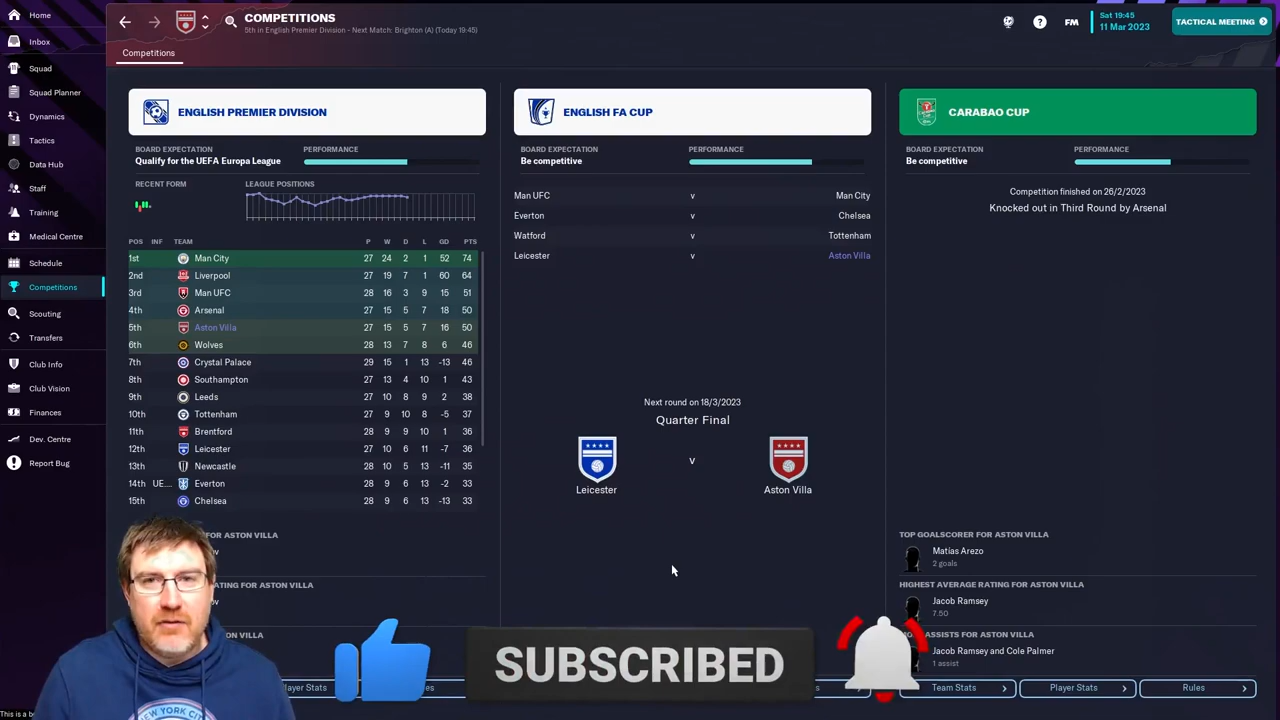 Home
Inbox
Squad
Squad Planner
Dynamics
Tactics
Data Hub
Staff
Training
Medical Centre
Schedule
Competitions
Scouting
Transfers
Club Info
Club Vision
Finances
Dev. Centre
Report Bug
This is a b
COMPETITIONS
5th in English Premier Division - Next Match: Brighton (A) (Today 19:45)
FM
Sat 19:45
11 Mar 2023
TACTICAL MEETING
Competitions
ENGLISH PREMIER DIVISION
BOARD EXPECTATION PERFORMANCE
Qualify for the UEFA Europa League
RECENT FORM LEAGUE POSITIONS
POS INF TEAM P W D L GD PTS
1st Man City 27 24 2 1 52 74
2nd Liverpool 27 19 7 1 60 64
3rd Man UFC 28 16 3 9 15 51
4th Arsenal 27 15 5 7 18 50
5th Aston Villa 27 15 5 7 16 50
6th Wolves 28 13 7 8 6 46
7th Crystal Palace 29 15 1 13 -13 46
8th Southampton 27 13 4 10 1 43
9th Leeds 27 10 8 9 2 38
10th Tottenham 27 9 10 8 -5 37
11th Brentford 28 9 9 10 1 36
12th Leicester 27 10 6 11 -7 36
13th Newcastle 28 10 5 13 -11 35
14th UE... Everton 28 9 6 13 -2 33
15th Chelsea 28 9 6 13 -13 33
FOR ASTON VILLA
ov
ATING FOR ASTON VILLA
ov
ON VILLA
layer Stats
ENGLISH FA CUP
BOARD EXPECTATION PERFORMANCE
Be competitive
Man UFC v Man City
Everton v Chelsea
Watford v Tottenham
Leicester v Aston Villa
Next round on 18/3/2023
Quarter Final
v
Leicester Aston Villa
SUBSCRIBED
CARABAO CUP
BOARD EXPECTATION PERFORMANCE
Be competitive
Competition finished on 26/2/2023
Knocked out in Third Round by Arsenal
TOP GOALSCORER FOR ASTON VILLA
Matías Arezo
2 goals
HIGHEST AVERAGE RATING FOR ASTON VILLA
Jacob Ramsey
7.50
ASSISTS FOR ASTON VILLA
Jacob Ramsey and Cole Palmer
1 assist
Team Stats Player Stats Rules